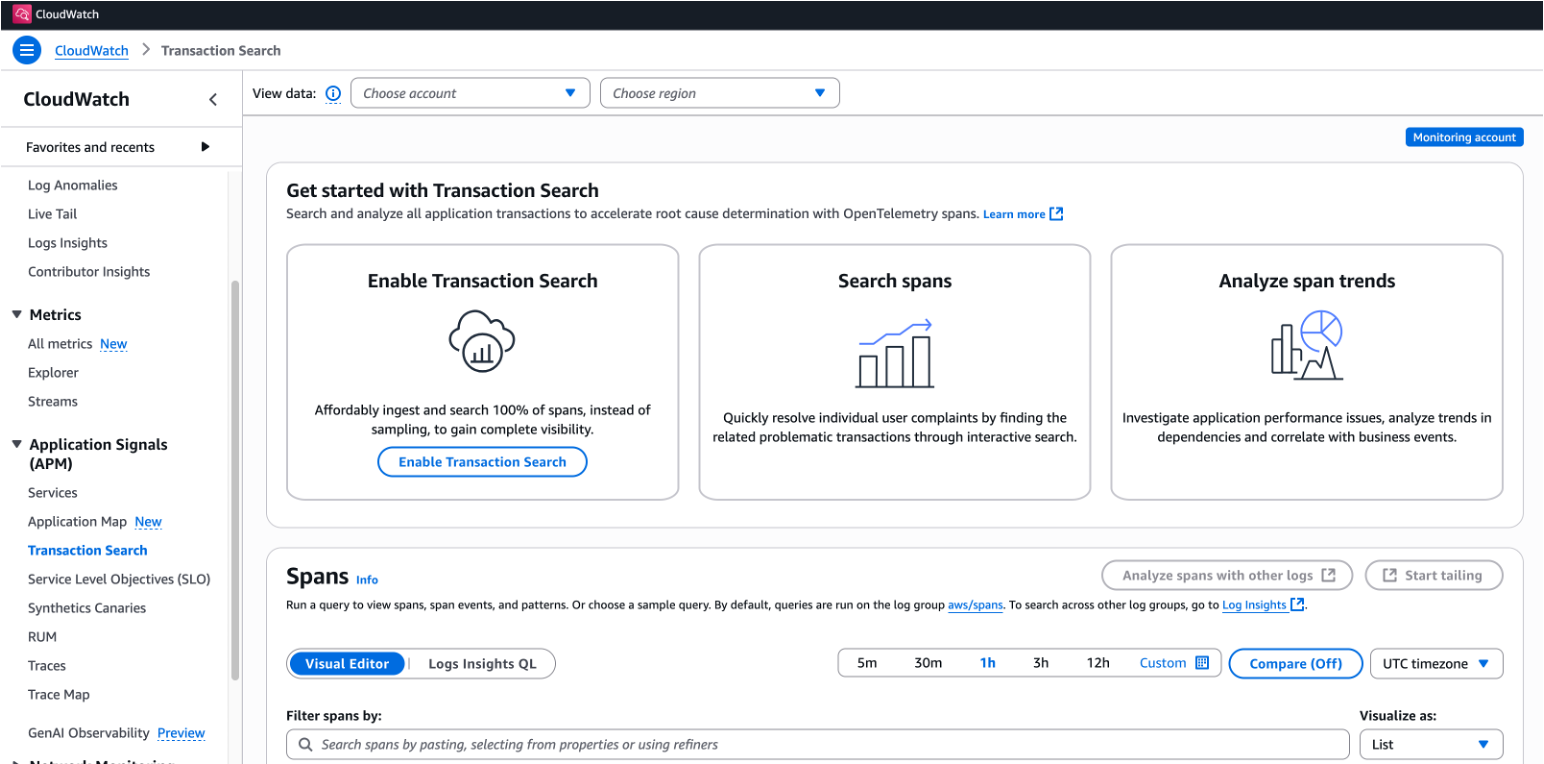 CloudWatch
CloudWatch > Transaction Search
CloudWatch
Favorites and recents
Log Anomalies
Live Tail
Logs Insights
Contributor Insights
Metrics
All metrics New
Explorer
Streams
Application Signals
(APM)
Services
Application Map New
Transaction Search
Service Level Objectives (SLO)
Synthetics Canaries
RUM
Traces
Trace Map
GenAI Observability Preview
Network Monitoring
View data: Choose account Choose region
Monitoring account
Get started with Transaction Search
Search and analyze all application transactions to accelerate root cause determination with OpenTelemetry spans. Learn more
Enable Transaction Search
Affordably ingest and search 100% of spans, instead of
sampling, to gain complete visibility.
Enable Transaction Search
Search spans
Quickly resolve individual user complaints by finding the
related problematic transactions through interactive search.
Analyze span trends
Investigate application performance issues, analyze trends in
dependencies and correlate with business events.
Spans Info
Analyze spans with other logs Start tailing
Run a query to view spans, span events, and patterns. Or choose a sample query. By default, queries are run on the log group aws/spans. To search across other log groups, go to Log Insights.
Visual Editor | Logs Insights QL
5m 30m 1h 3h 12h Custom Compare (Off) UTC timezone
Filter spans by:
Search spans by pasting, selecting from properties or using refiners
Visualize as:
List